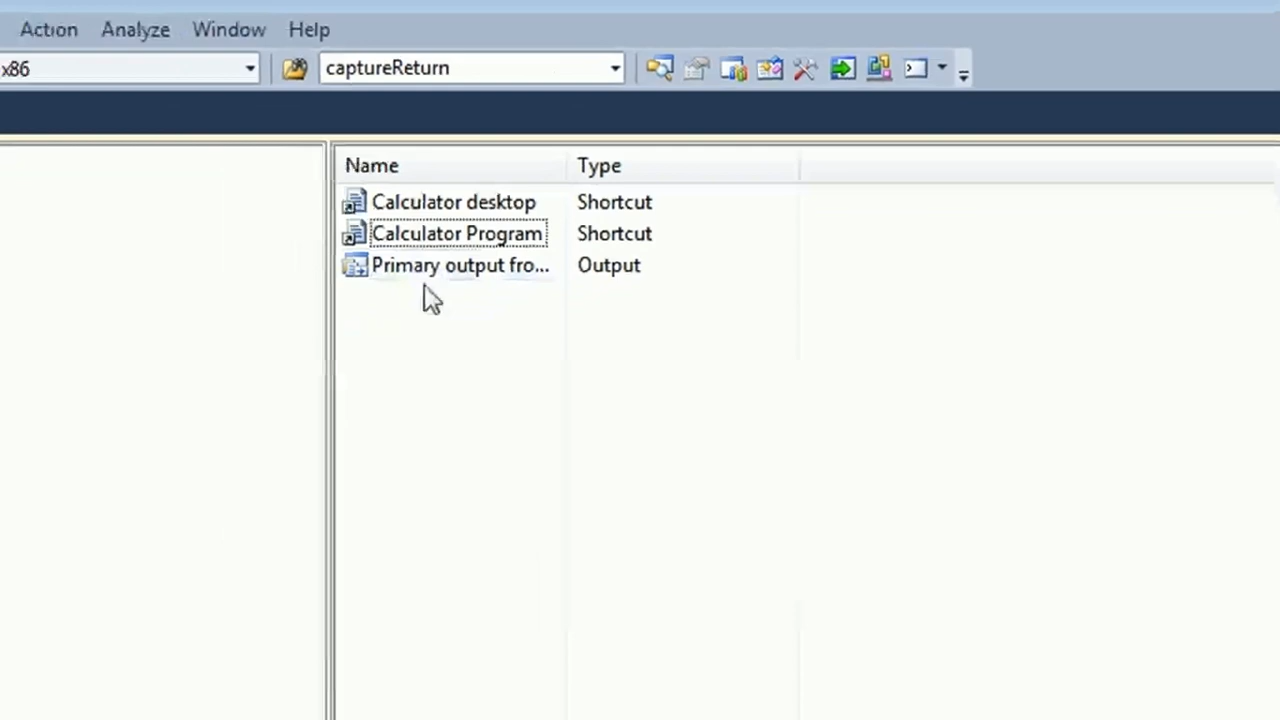 Action Analyze Window Help
x86 captureReturn
Name Type
Calculator desktop Shortcut
Calculator Program Shortcut
Primary output fro... Output